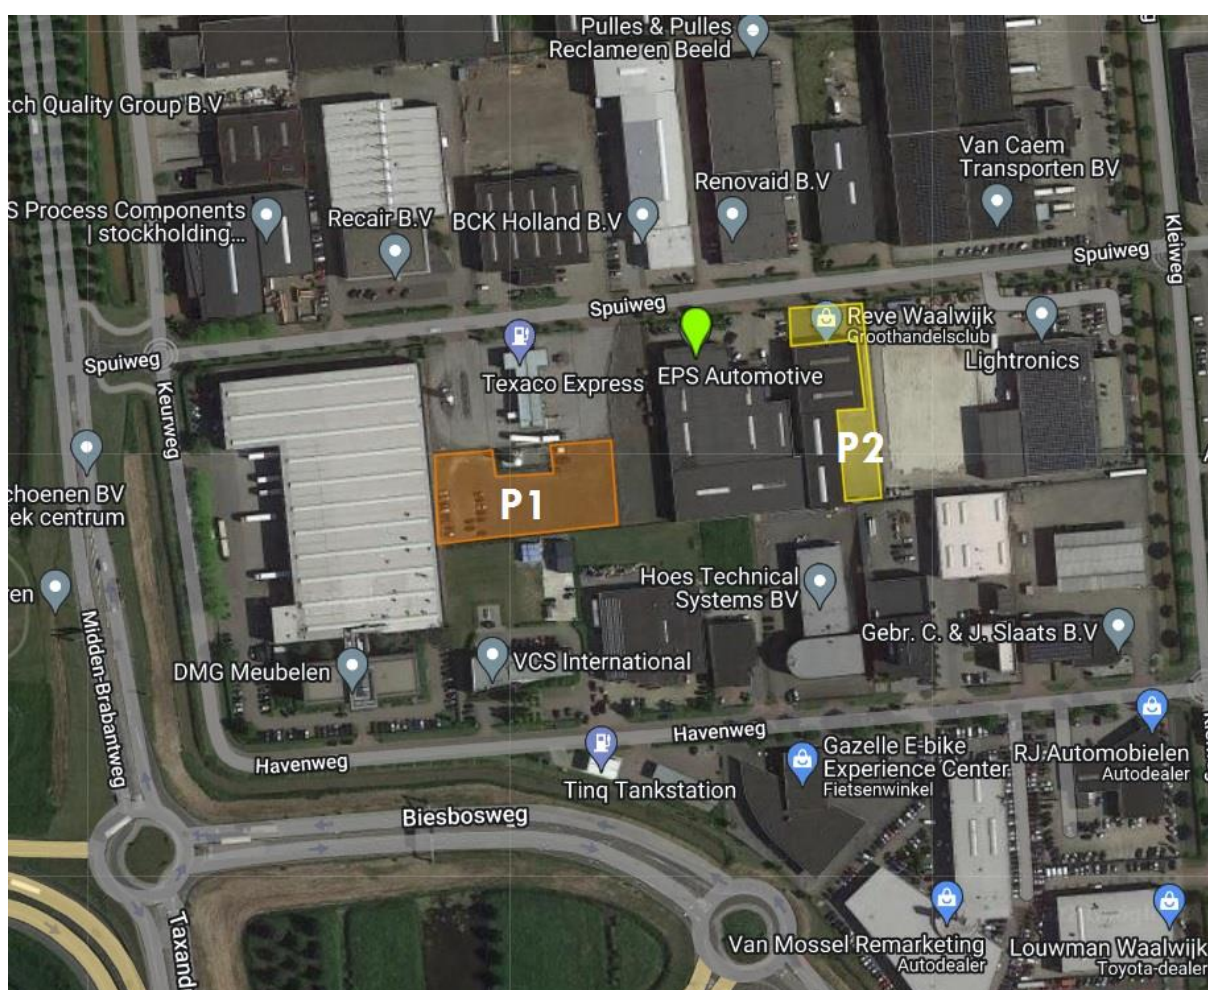 Pulles & Pulles
Reclame en Beeld
tch Quality Group B.V
Van Caem
Transporten BV
Renovaid B.V
S Process Components
| stockholding...
Recair B.V
BCK Holland B.V
Kleiweg
Spuiweg
Spuiweg
Reve Waalwijk
Groothandelsclub
Lightronics
Spuiweg
Texaco Express
EPS Automotive
Keurweg
P2
choenen BV
ek centrum
P1
ren
Hoes Technical
Systems BV
Gebr. C. & J. Slaats B.V
Midden-Brabantweg
DMG Meubelen
VCS International
Havenweg
Havenweg
Gazelle E-bike
Experience Center
Fietsenwinkel
RJ Automobielen
Autodealer
Tinq Tankstation
Biesbosweg
Taxand
Van Mossel Remarketing
Autodealer
Louwman Waalwijk
Toyota-dealer